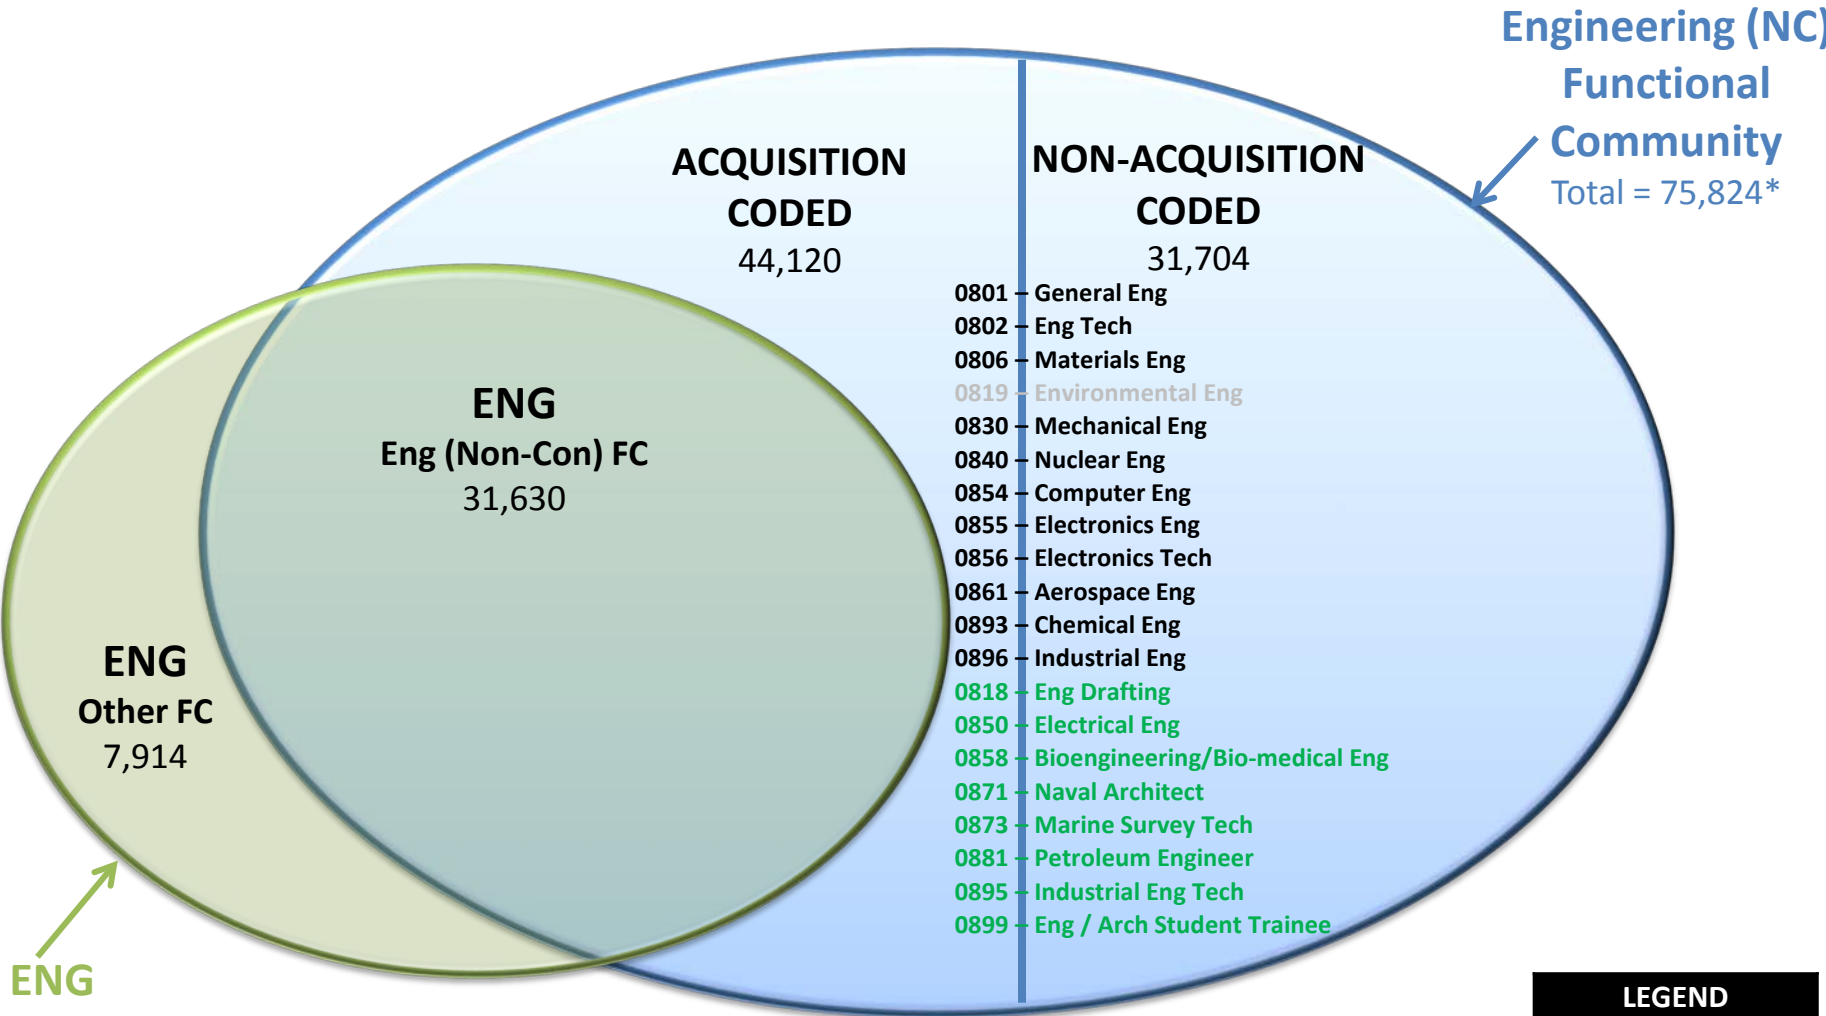 Engineering (NC)
Functional
Community
Total = 75,824*
ACQUISITION
CODED
44,120
NON-ACQUISITION
CODED
31,704
0801 – General Eng
0802 – Eng Tech
0806 – Materials Eng
0819 – Environmental Eng
0830 – Mechanical Eng
0840 – Nuclear Eng
0854 – Computer Eng
0855 – Electronics Eng
0856 – Electronics Tech
0861 – Aerospace Eng
0893 – Chemical Eng
0896 – Industrial Eng
0818 – Eng Drafting
0850 – Electrical Eng
0858 – Bioengineering/Bio-medical Eng
0871 – Naval Architect
0873 – Marine Survey Tech
0881 – Petroleum Engineer
0895 – Industrial Eng Tech
0899 – Eng / Arch Student Trainee
ENG
Eng (Non-Con) FC
31,630
ENG
Other FC
7,914
ENG
LEGEND